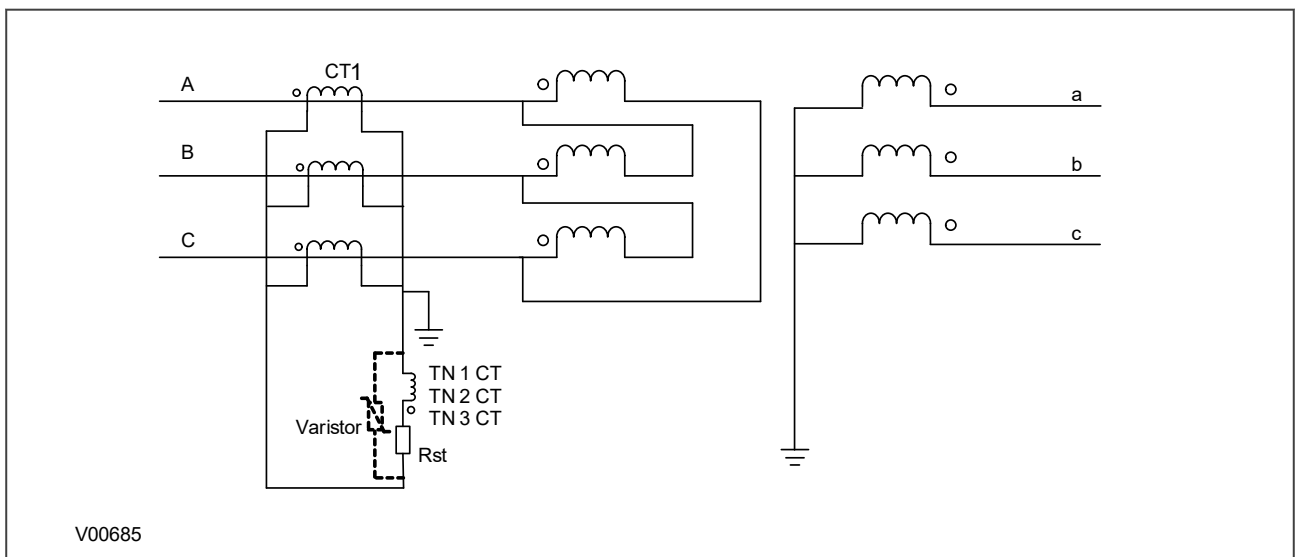 CT1
A
a
B
b
C
c
TN 1 CT
TN 2 CT
TN 3 CT
Varistor
Rst
V00685